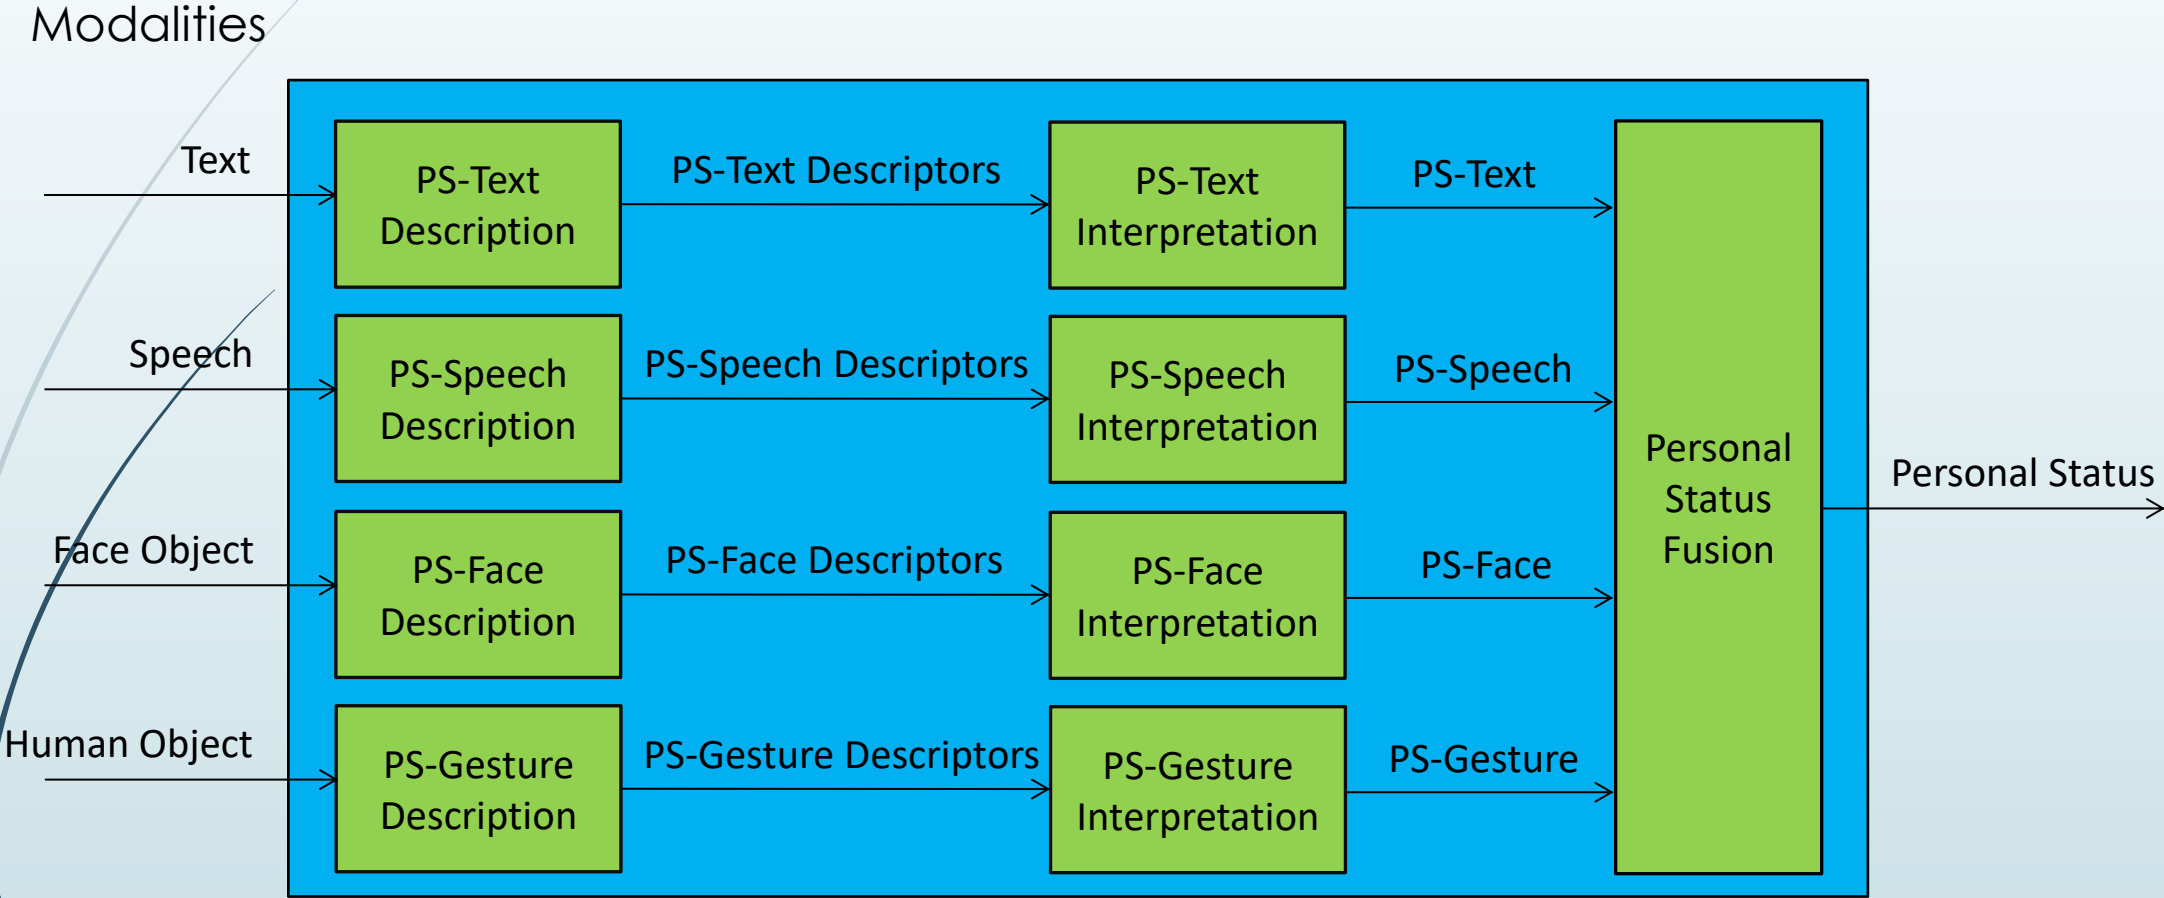 Modalities
Text
PS-Text
Description
PS-Text Descriptors
PS-Text
Interpretation
PS-Text
Speech
PS-Speech
Description
PS-Speech Descriptors
PS-Speech
Interpretation
PS-Speech
Face Object
PS-Face
Description
PS-Face Descriptors
PS-Face
Interpretation
PS-Face
Human Object
PS-Gesture
Description
PS-Gesture Descriptors
PS-Gesture
Interpretation
PS-Gesture
Personal
Status
Fusion
Personal Status